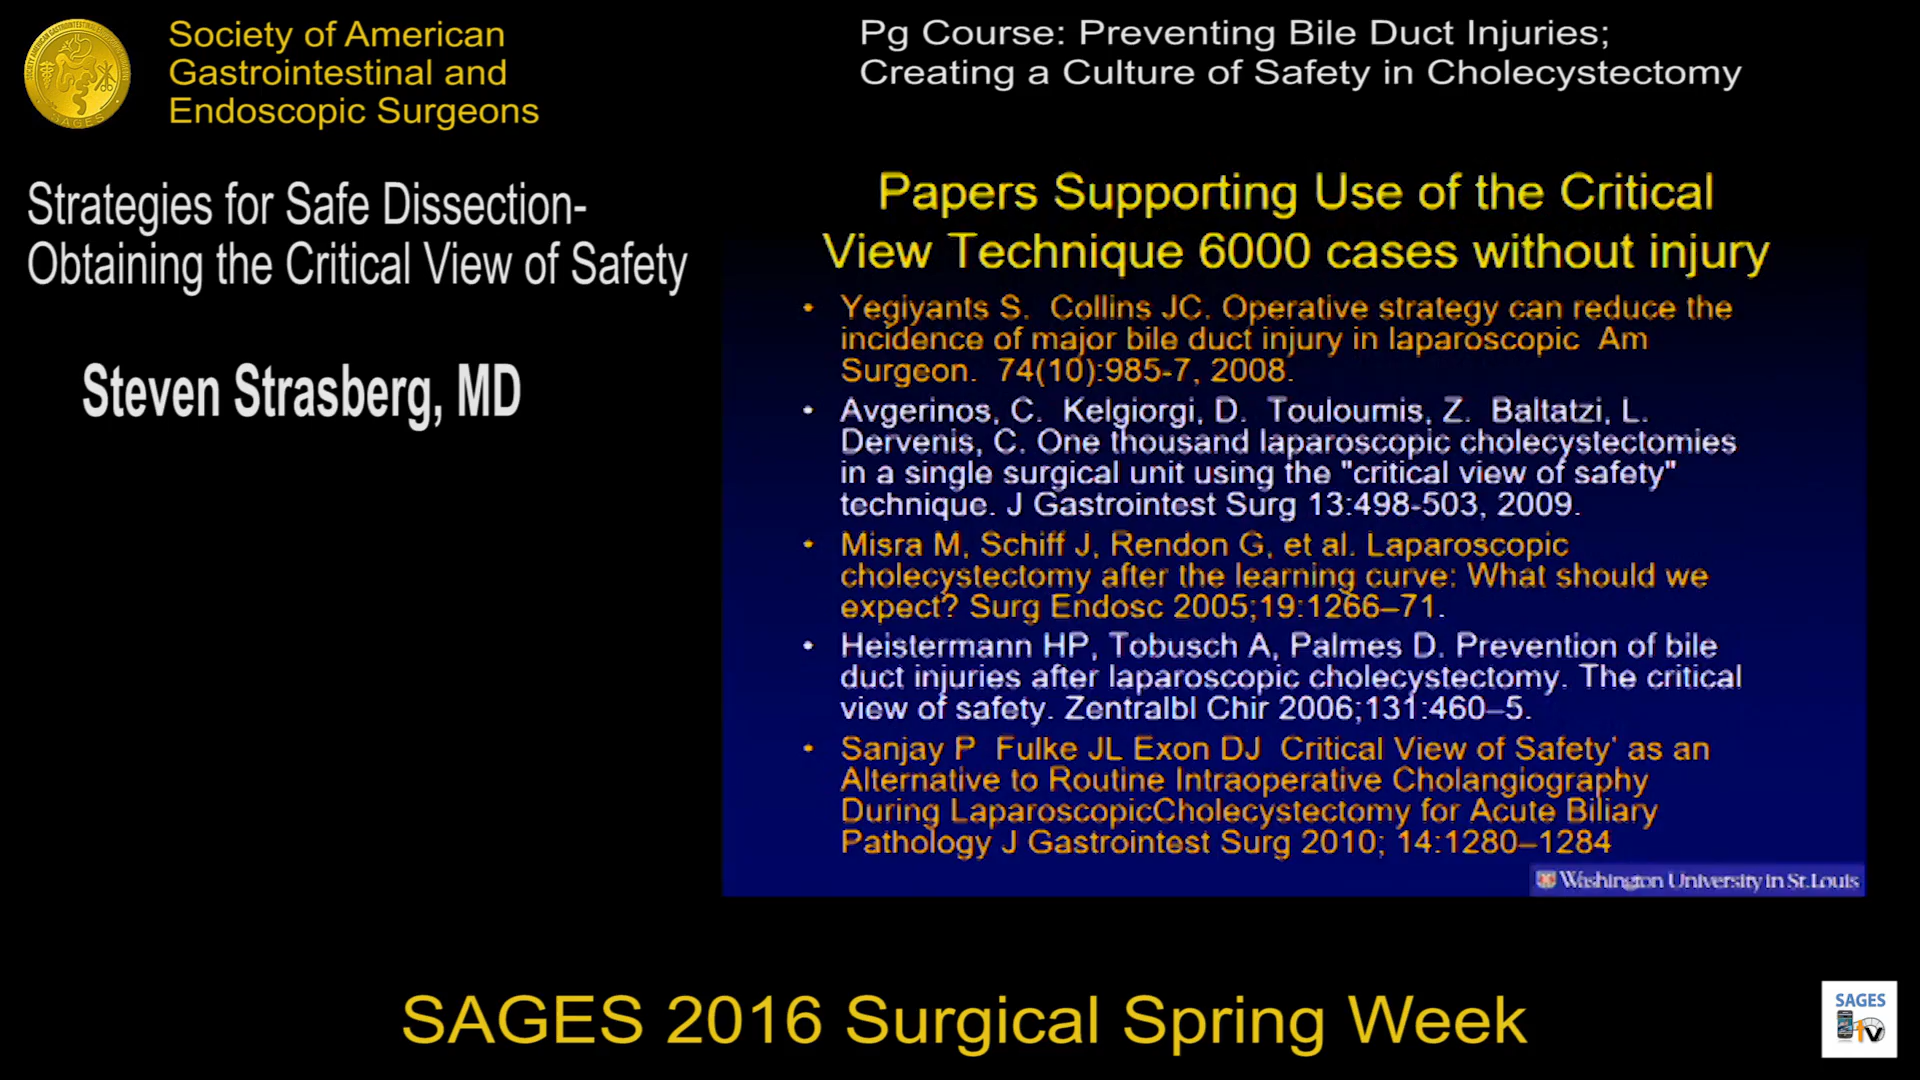 Society of American
Gastrointestinal and
Endoscopic Surgeons
Pg Course: Preventing Bile Duct Injuries;
Creating a Culture of Safety in Cholecystectomy
Strategies for Safe Dissection-
Obtaining the Critical View of Safety
Steven Strasberg, MD
Papers Supporting Use of the Critical
View Technique 6000 cases without injury
• Yegiyants S. Collins JC. Operative strategy can reduce the
incidence of major bile duct injury in laparoscopic Am
Surgeon. 74(10):985-7, 2008.
• Avgerinos, C. Kelgiorgi, D. Touloumis, Z. Baltatzi, L.
Dervenis, C. One thousand laparoscopic cholecystectomies
in a single surgical unit using the "critical view of safety"
technique. J Gastrointest Surg 13:498-503, 2009.
• Misra M, Schiff J, Rendon G, et al. Laparoscopic
cholecystectomy after the learning curve: What should we
expect? Surg Endosc 2005;19:1266–71.
• Heistermann HP, Tobusch A, Palmes D. Prevention of bile
duct injuries after laparoscopic cholecystectomy. The critical
view of safety. Zentralbl Chir 2006;131:460–5.
• Sanjay P Fulke JL Exon DJ Critical View of Safety' as an
Alternative to Routine Intraoperative Cholangiography
During LaparoscopicCholecystectomy for Acute Biliary
Pathology J Gastrointest Surg 2010; 14:1280–1284
Washington University in St. Louis
SAGES 2016 Surgical Spring Week
SAGES
tv